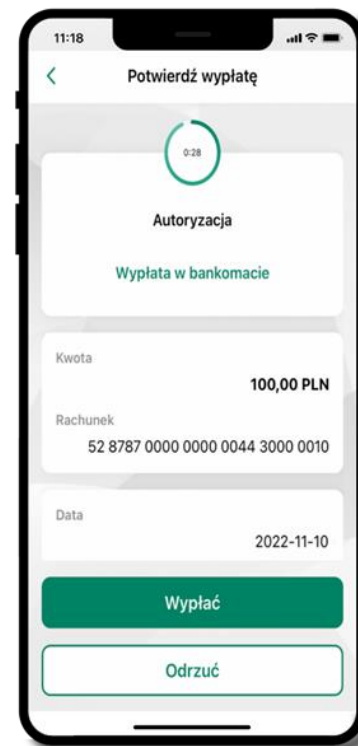 11:18
Potwierdź wypłatę
0:28
Autoryzacja
Wypłata w bankomacie
Kwota
100,00 PLN
Rachunek
52 8787 0000 0000 0044 3000 0010
Data
2022-11-10
Wypłać
Odrzuć